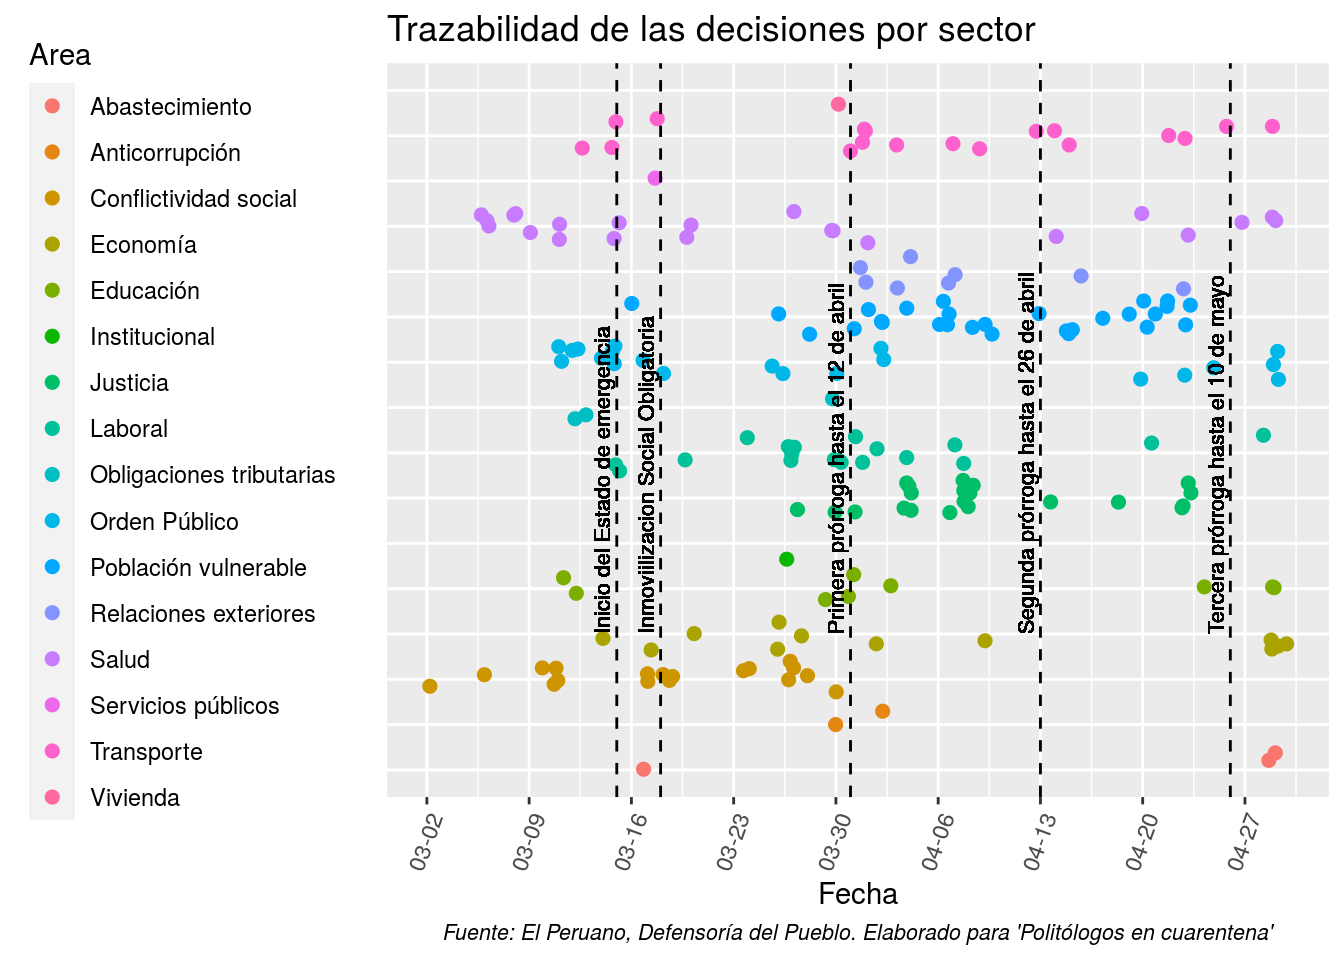 Trazabilidad de las decisiones por sector
Area
Abastecimiento
Anticorrupción
Conflictividad social
Economía
Educación
Institucional
Justicia
Laboral
Obligaciones tributarias
Orden Público
Población vulnerable
Relaciones exteriores
Salud
Servicios públicos
Transporte
Vivienda
Inicio del Estado de emergencia
Inmoviilizacion Social Obligatoria
Primera prórroga hasta el 12 de abril
Segunda prórroga hasta el 26 de abril
Tercera prórroga hasta el 10 de mayo
03-02
03-09
03-16
03-23
03-30
04-06
04-13
04-20
04-27
Fecha
Fuente: El Peruano, Defensoría del Pueblo. Elaborado para 'Politólogos en cuarentena'